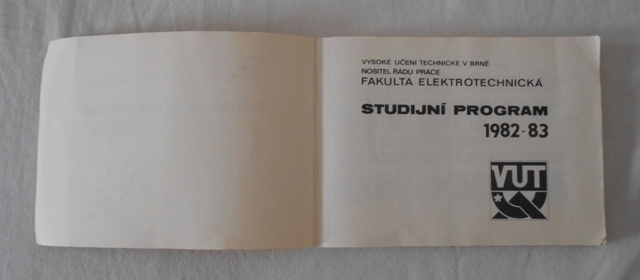 VYSOKÉ UČENÍ TECHNICKÉ V BRNĚ
NOSITEL ŘÁDU PRÁCE
FAKULTA ELEKTROTECHNICKÁ
STUDIJNÍ PROGRAM
1982-83
VUT